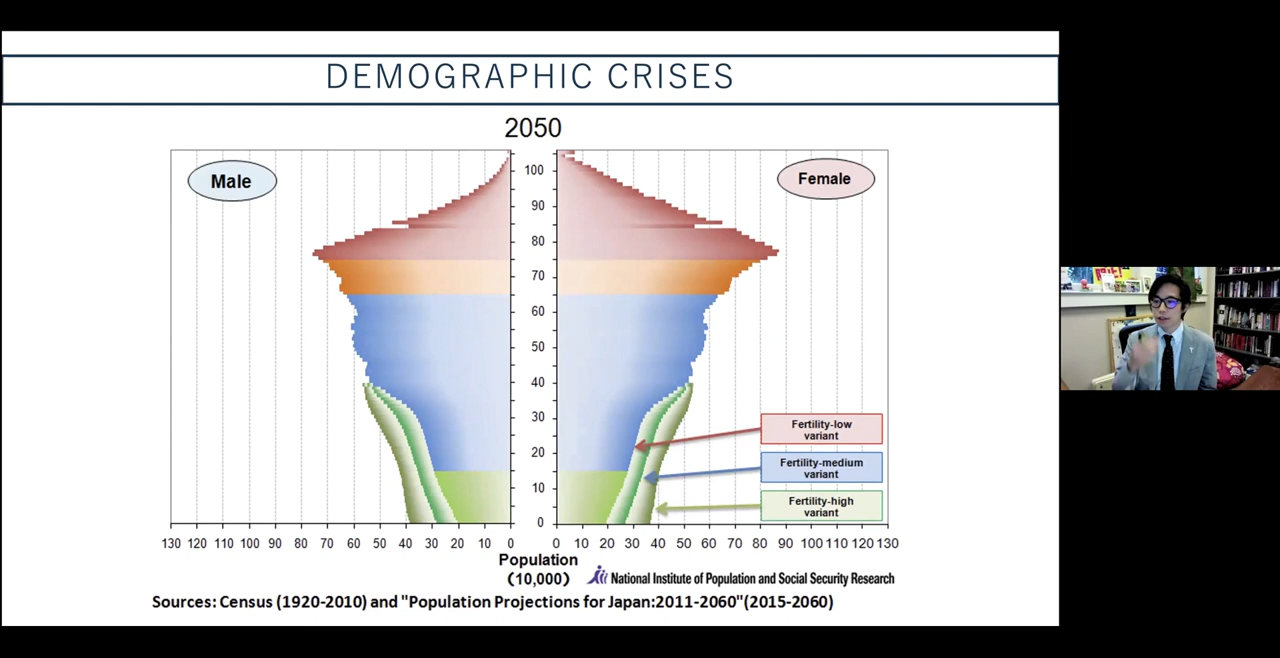 DEMOGRAPHIC CRISES
2050
Male
Female
100
90
80
70
60
50
40
30
20
10
0
Fertility-low
variant
Fertility-medium
variant
Fertility-high
variant
130 120 110 100 90 80 70 60 50 40 30 20 10 0
0 10 20 30 40 50 60 70 80 90 100 110 120 130
Population
(10,000)
National Institute of Population and Social Security Research
Sources: Census (1920-2010) and "Population Projections for Japan:2011-2060"(2015-2060)